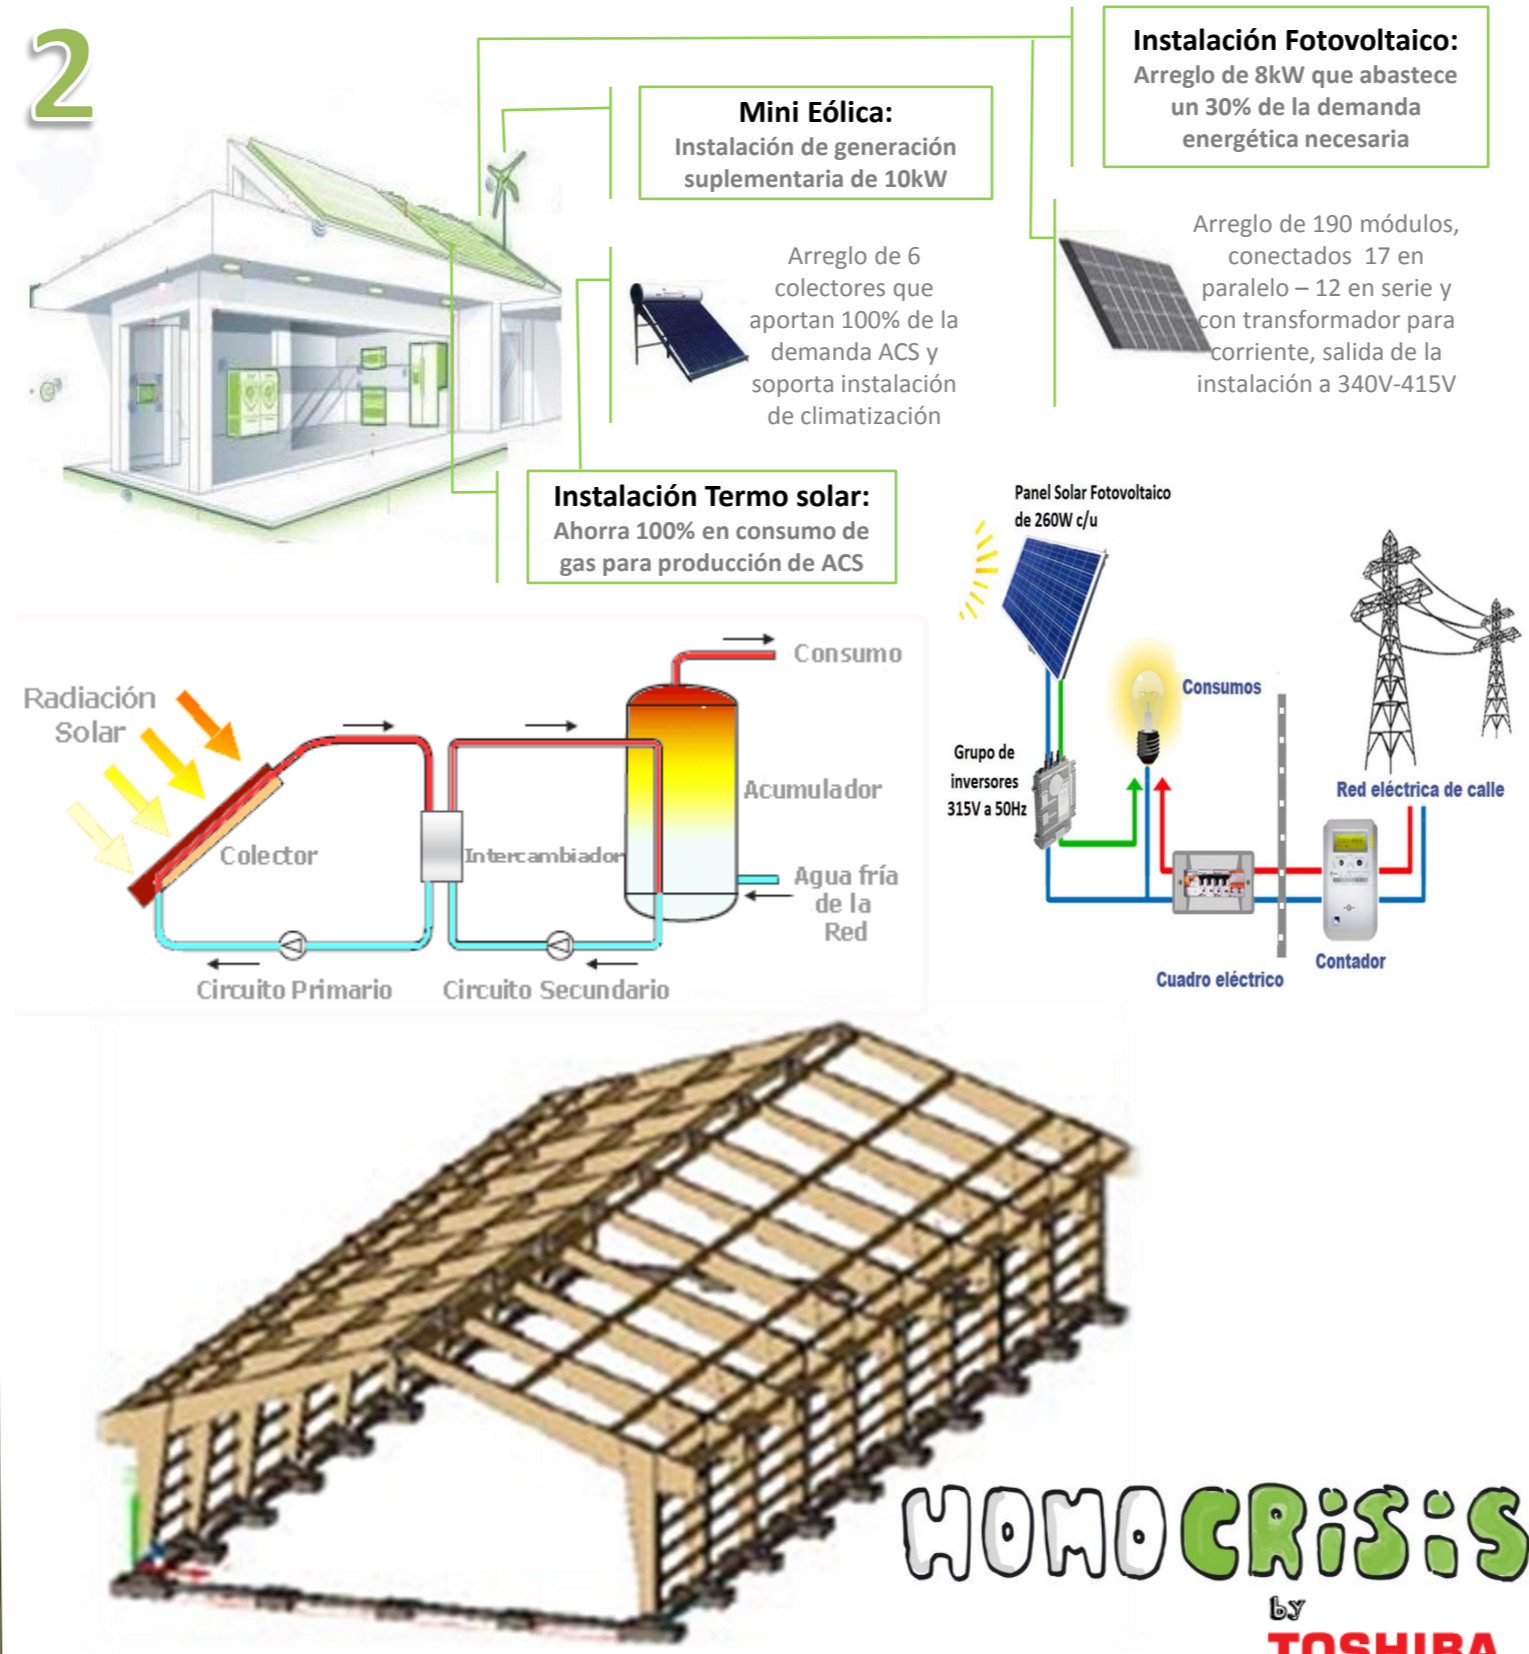 2
Instalación Fotovoltaico:
Arreglo de 8kW que abastece
un 30% de la demanda
energética necesaria
Mini Eólica:
Instalación de generación
suplementaria de 10kW
Arreglo de 190 módulos,
conectados 17 en
paralelo – 12 en serie y
con transformador para
corriente, salida de la
instalación a 340V-415V
Arreglo de 6
colectores que
aportan 100% de la
demanda ACS y
soporta instalación
de climatización
Instalación Termo solar:
Ahorra 100% en consumo de
gas para producción de ACS
Panel Solar Fotovoltaico
de 260W c/u
Consumos
Grupo de
inversores
315V a 50Hz
Red eléctrica de calle
Contador
Cuadro eléctrico
Radiación
Solar
Consumo
Acumulador
Colector
Intercambiador
Agua fría
de la
Red
Circuito Primario
Circuito Secundario
HOMOCRISIS
by
TOSHIBA